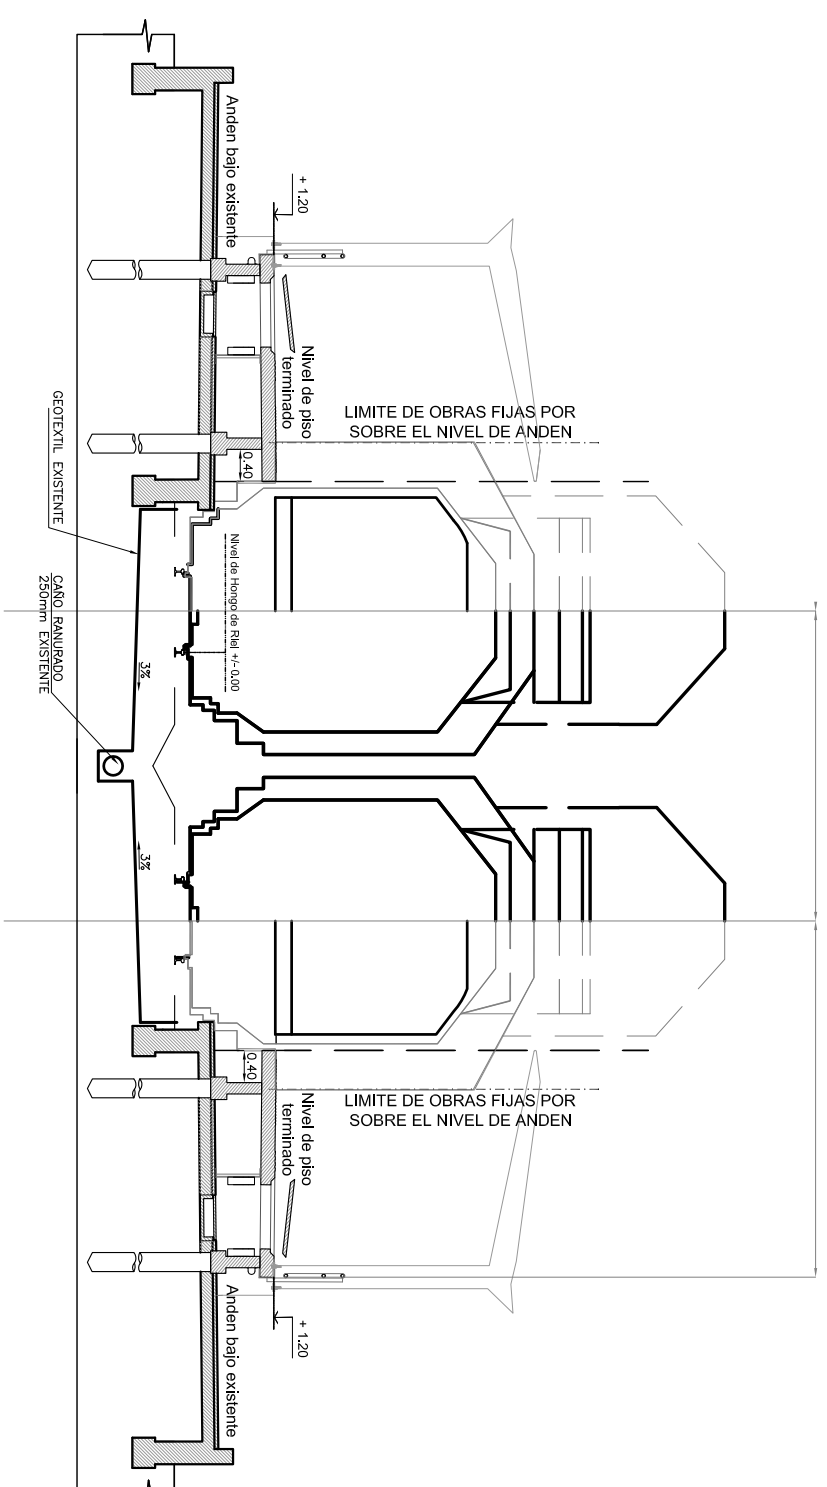 Anden bajo existente
+ 1.20
Nivel de piso
terminado
LIMITE DE OBRAS FIJAS POR
SOBRE EL NIVEL DE ANDEN
0.40
GEOTEXTIL EXISTENTE
Nivel de Hongo de Riel +/- 0.00
CAÑO RANURADO
250mm EXISTENTE
3%
3%
0.40
LIMITE DE OBRAS FIJAS POR
SOBRE EL NIVEL DE ANDEN
Nivel de piso
terminado
Anden bajo existente
+ 1.20